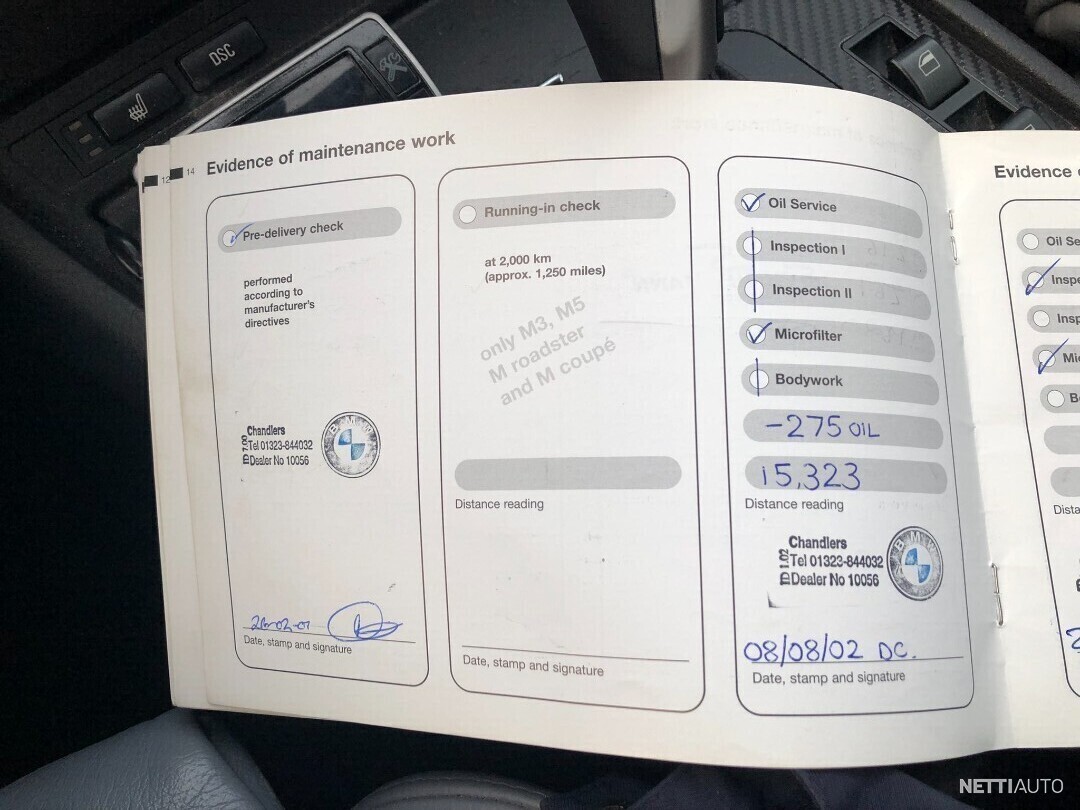 DSC
12 14 Evidence of maintenance work
Pre-delivery check
performed
according to
manufacturer's
directives
Chandlers
Tel 01323-844032
Dealer No 10056
Date, stamp and signature
Running-in check
at 2,000 km
(approx. 1,250 miles)
only M3, M5
M roadster
and M coupé
Distance reading
Date, stamp and signature
Oil Service
Inspection I
Inspection II
Microfilter
Bodywork
-275 OIL
15,323
Distance reading
Chandlers
Tel 01323-844032
Dealer No 10056
BMW
08/08/02 DC.
Date, stamp and signature
Evidence
Oil Se
Inspe
Insp
Mi
B
Dista
NETTIAUTO